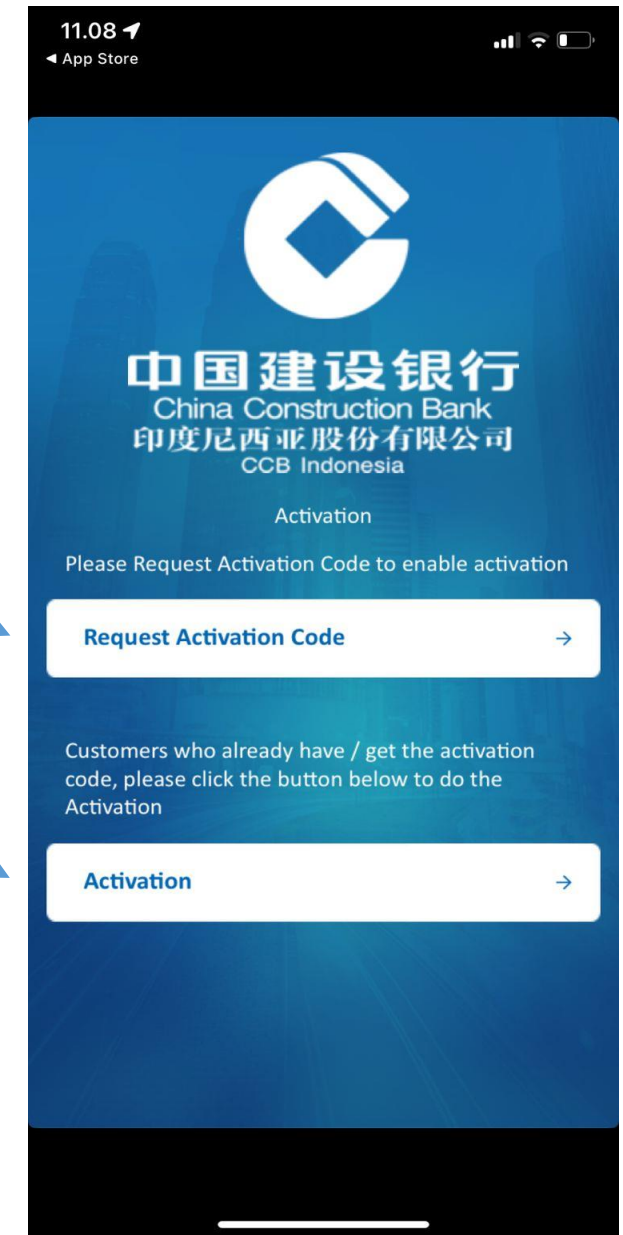 11.08
◀ App Store
中国建设银行
China Construction Bank
印度尼西亚股份有限公司
CCB Indonesia
Activation
Please Request Activation Code to enable activation
Request Activation Code →
Customers who already have / get the activation
code, please click the button below to do the
Activation
Activation →